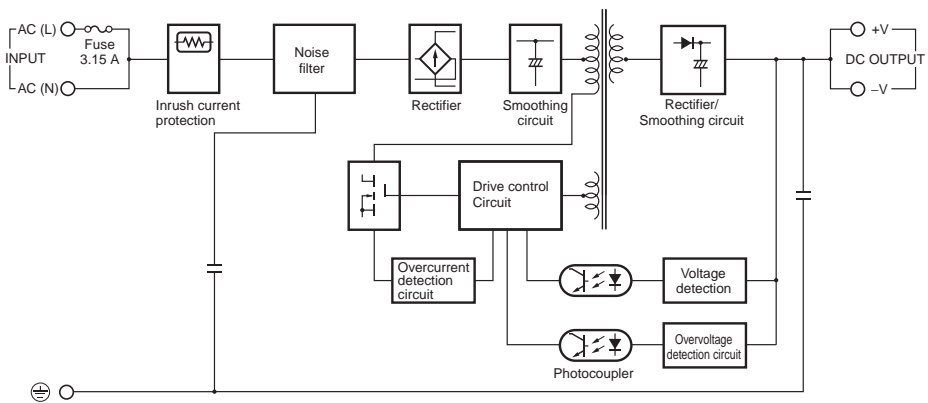 AC (L)
Fuse
3.15 A
INPUT
AC (N)
Inrush current
protection
Noise
filter
Rectifier
Smoothing
circuit
Rectifier/
Smoothing circuit
+V
DC OUTPUT
–V
Drive control
Circuit
Overcurrent
detection
circuit
Voltage
detection
Overvoltage
detection circuit
Photocoupler